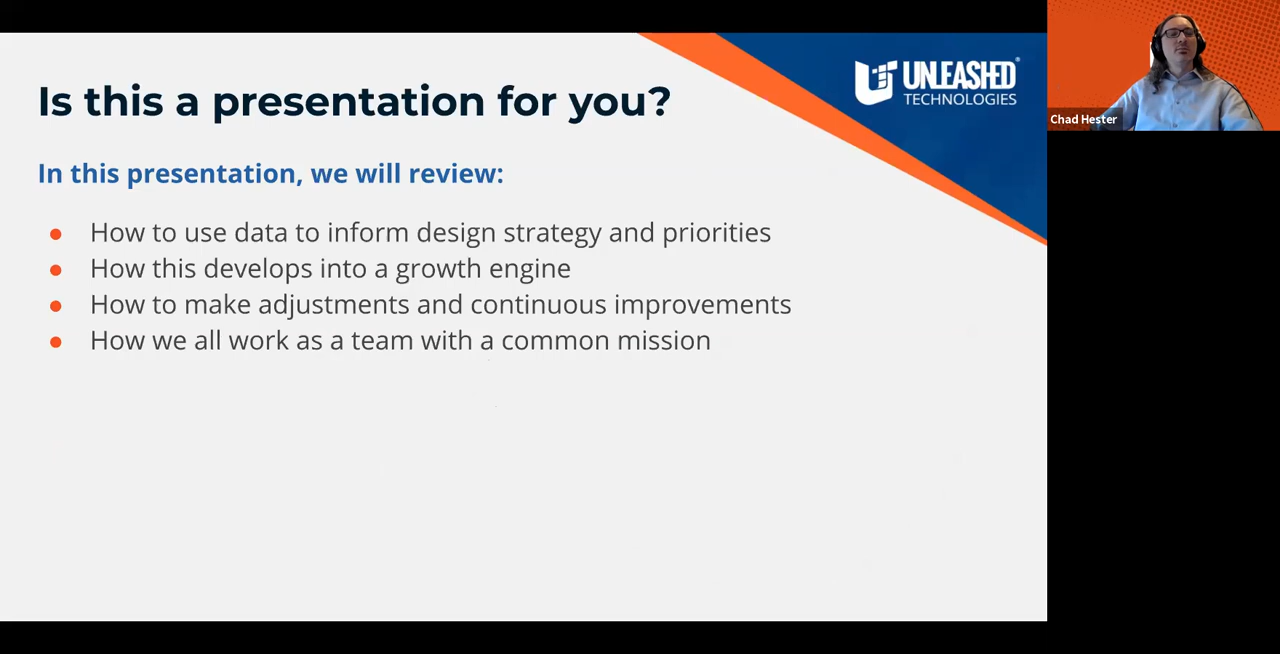 Is this a presentation for you?
UNLEASHED®
TECHNOLOGIES
In this presentation, we will review:
● How to use data to inform design strategy and priorities
● How this develops into a growth engine
● How to make adjustments and continuous improvements
● How we all work as a team with a common mission
Chad Hester